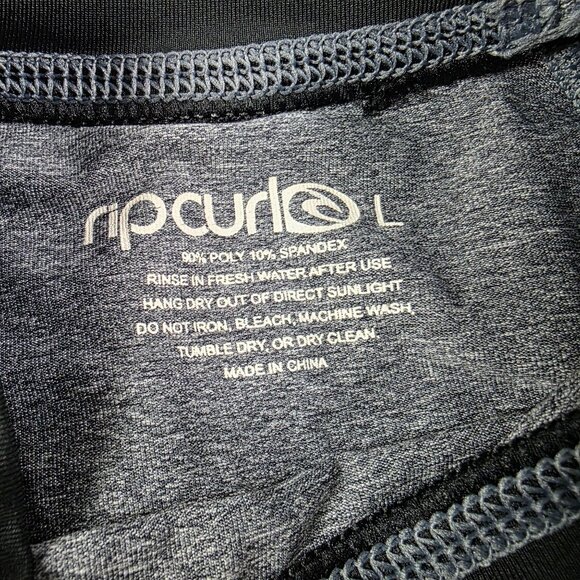 ripcurl L
90% POLY 10% SPANDEX
RINSE IN FRESH WATER AFTER USE
HANG DRY OUT OF DIRECT SUNLIGHT
DO NOT IRON, BLEACH, MACHINE WASH,
TUMBLE DRY, OR DRY CLEAN.
MADE IN CHINA